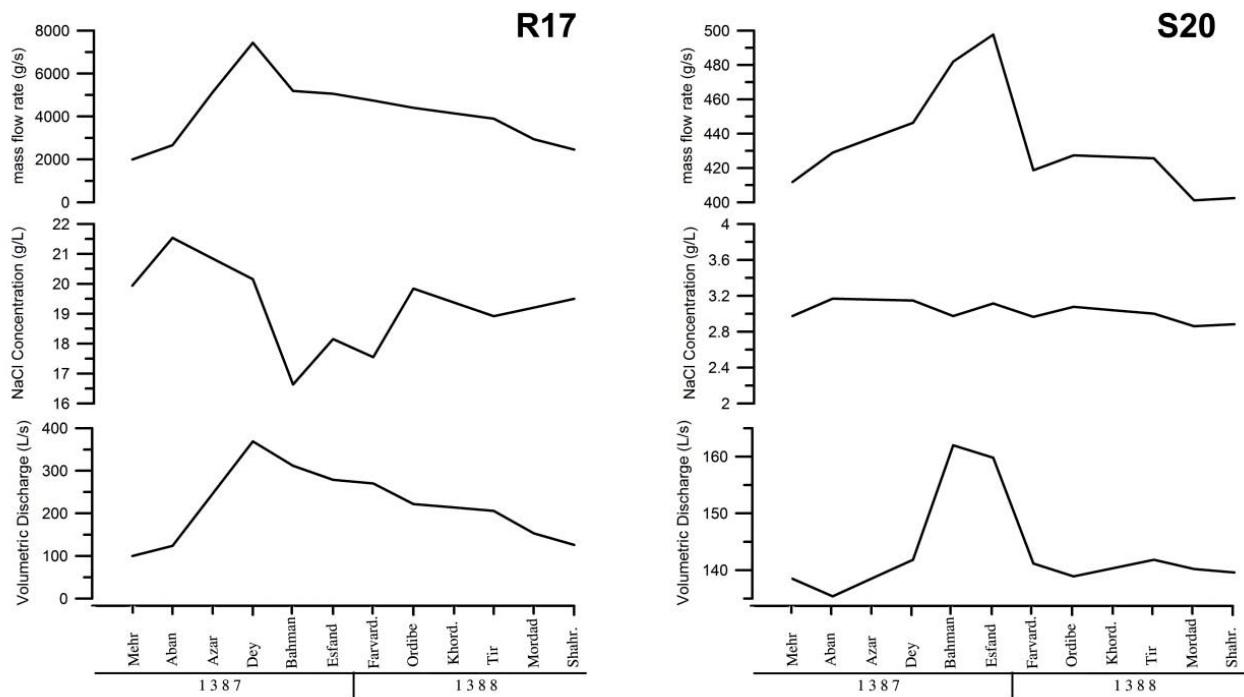 R17
mass flow rate (g/s)
8000
6000
4000
2000
0
NaCl Concentration (g/L)
22
21
20
19
18
17
16
Volumetric Discharge (L/s)
400
300
200
100
0
Mehr
Aban
Azar
Dey
Bahman
Esfand
Farvard.
Ordibe
Khord.
Tir
Mordad
Shahr.
1387
1388
S20
mass flow rate (g/s)
500
480
460
440
420
400
NaCl Concentration (g/L)
4
3.6
3.2
2.8
2.4
2
Volumetric Discharge (L/s)
160
150
140
Mehr
Aban
Azar
Dey
Bahman
Esfand
Farvard.
Ordibe
Khord.
Tir
Mordad
Shahr.
1387
1388